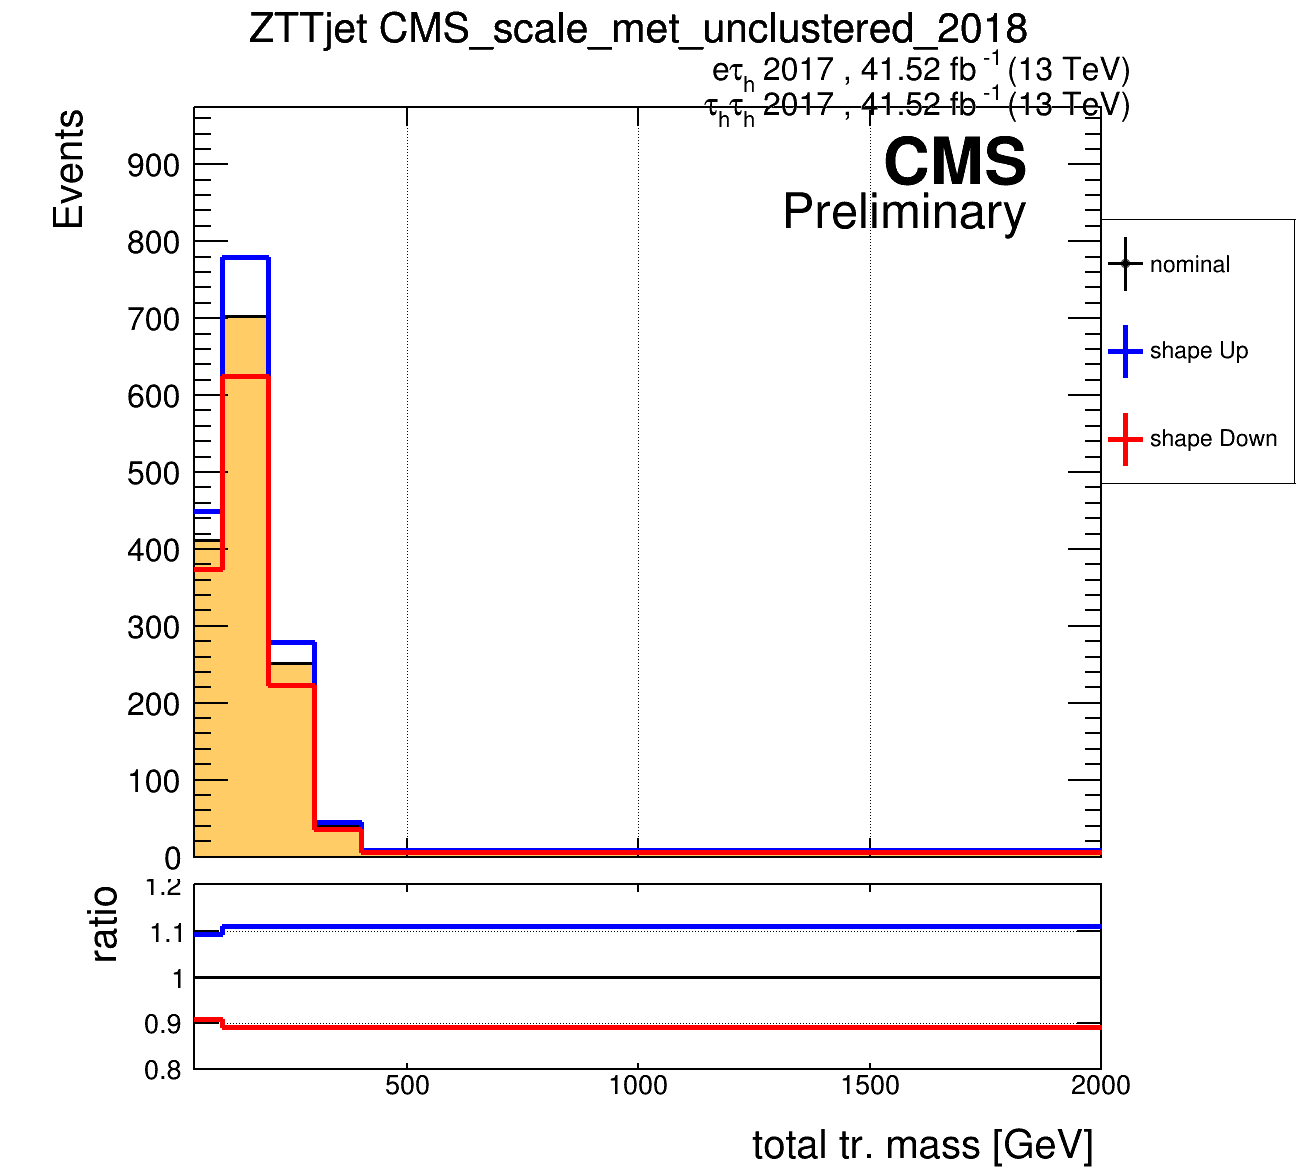 ZTTjet CMS_scale_met_unclustered_2018
eτh 2017 , 41.52 fb -1 (13 TeV)
τhτh 2017 , 41.52 fb -1 (13 TeV)
CMS
Preliminary
Events
900
800
700
600
500
400
300
200
100
0
nominal
shape Up
shape Down
ratio
1.2
1.1
1
0.9
0.8
500 1000 1500 2000
total tr. mass [GeV]